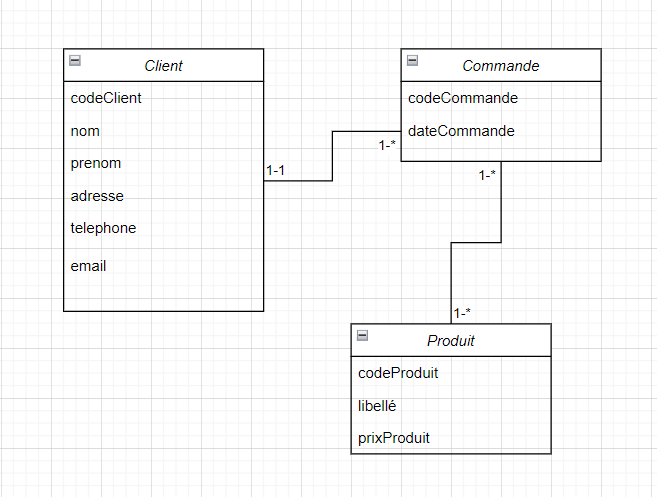 Client
codeClient
nom
prenom
adresse
telephone
email
1-1
Commande
codeCommande
dateCommande
1-*
1-*
1-*
Produit
codeProduit
libellé
prixProduit